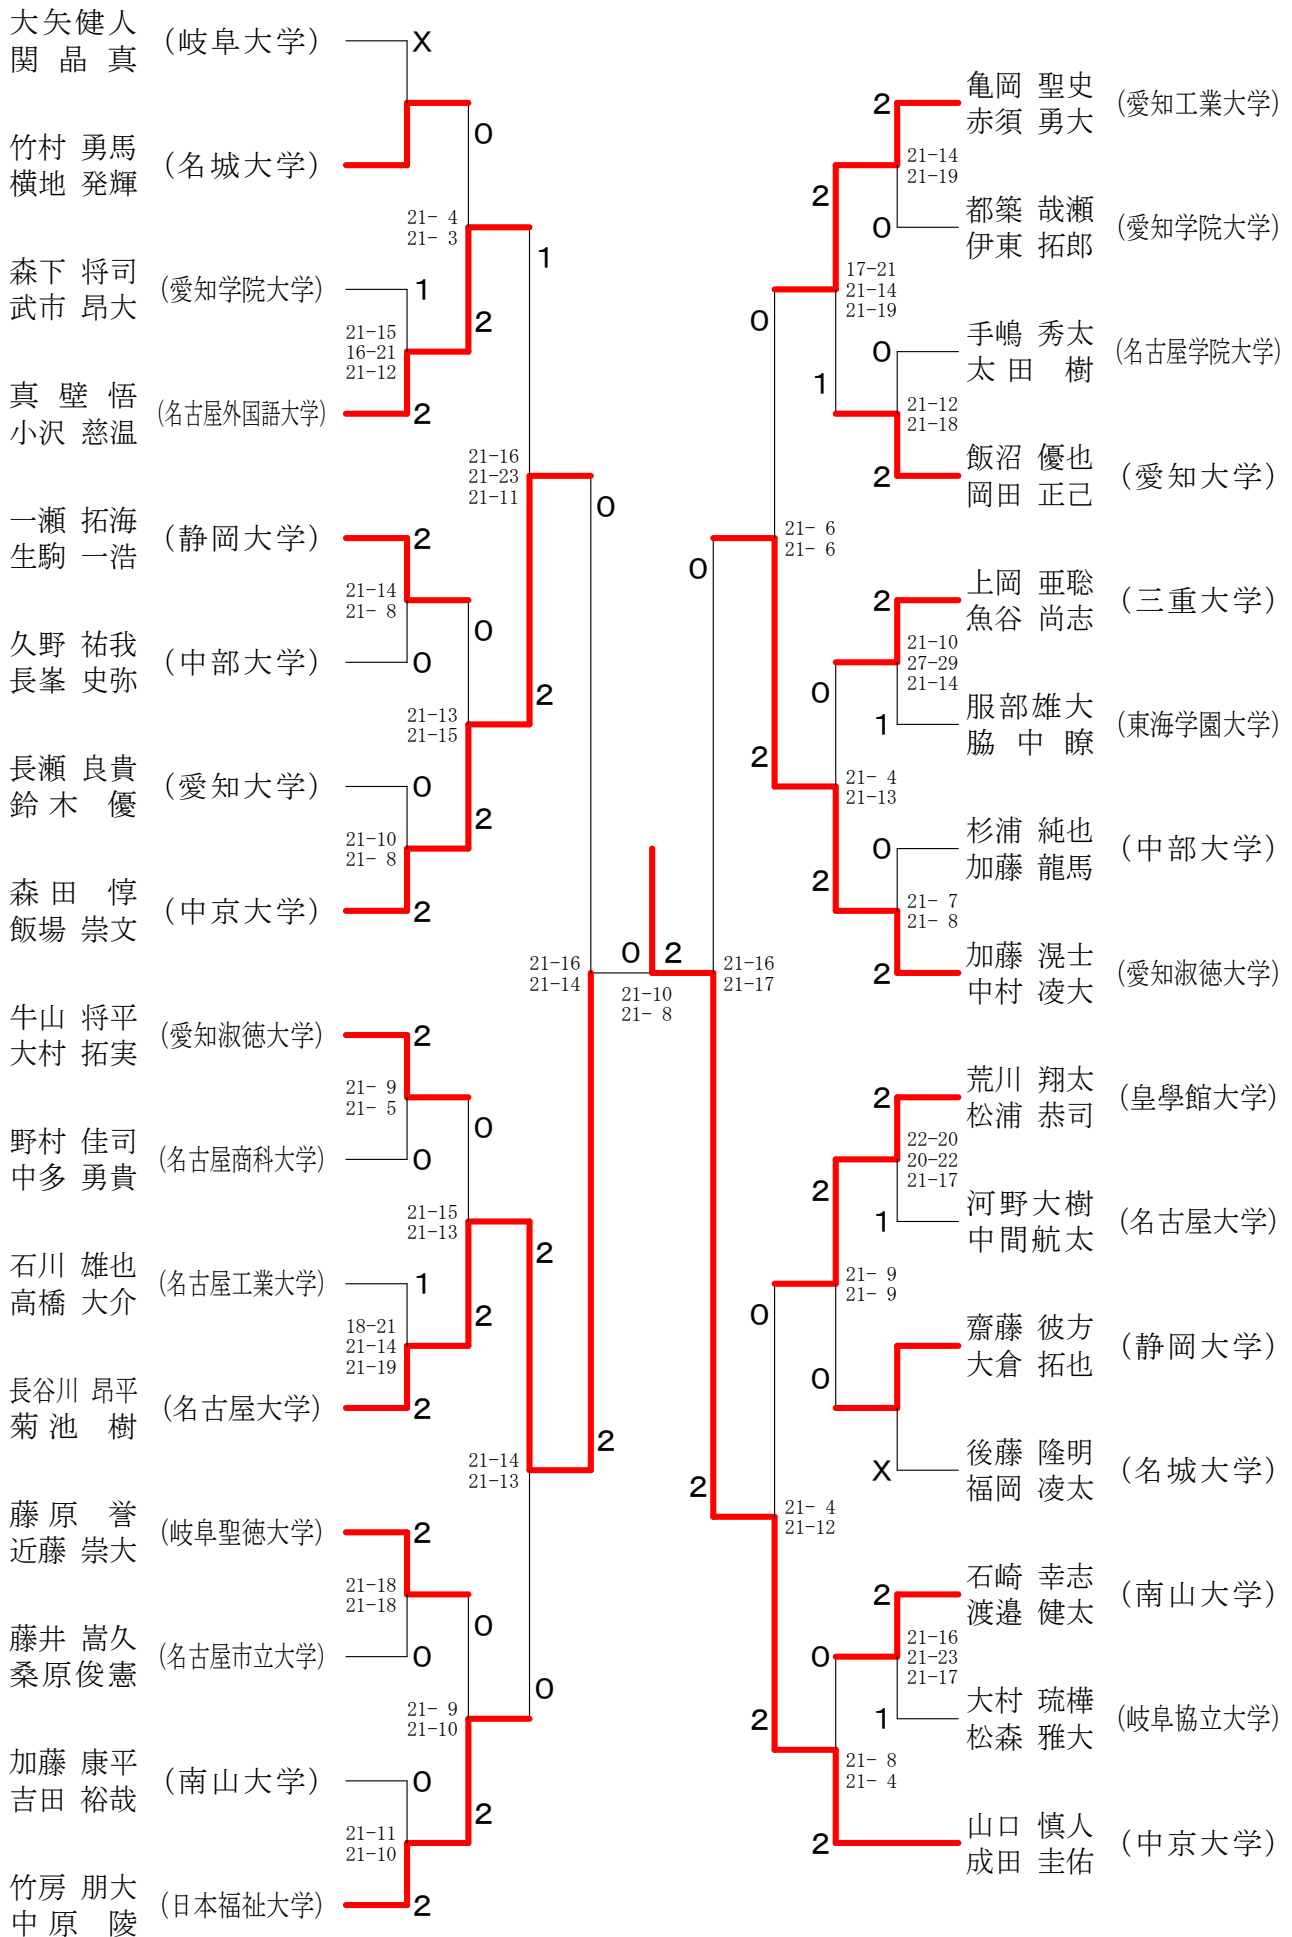 大矢健人
関 晶 真
(岐阜大学)
X
0
竹村 勇馬
横地 発輝
(名城大学)
21- 4
21- 3
1
森下 将司
武市 昂大
(愛知学院大学)
1
21-15
16-21
21-12
2
真 壁 悟
小沢 慈温
(名古屋外国語大学)
2
21-16
21-23
21-11
0
一瀬 拓海
生駒 一浩
(静岡大学)
2
21-14
21- 8
0
久野 祐我
長峯 史弥
(中部大学)
0
21-13
21-15
2
長瀬 良貴
鈴 木 優
(愛知大学)
0
21-10
21- 8
2
森 田 惇
飯場 崇文
(中京大学)
2
21-16
21-14
牛山 将平
大村 拓実
(愛知淑徳大学)
2
21- 9
21- 5
0
野村 佳司
中多 勇貴
(名古屋商科大学)
0
21-15
21-13
2
石川 雄也
高橋 大介
(名古屋工業大学)
1
18-21
21-14
21-19
2
長谷川 昂平
菊 池 樹
(名古屋大学)
2
21-14
21-13
2
藤 原 誉
近藤 崇大
(岐阜聖徳大学)
2
21-18
21-18
0
藤井 嵩久
桑原俊憲
(名古屋市立大学)
0
21- 9
21-10
0
加藤 康平
吉田 裕哉
(南山大学)
0
21-11
21-10
2
竹房 朋大
中 原 陵
(日本福祉大学)
2
0
2
21-10
21- 8
亀岡 聖史
赤須 勇大
(愛知工業大学)
2
21-14
21-19
2
都築 哉瀬
伊東 拓郎
(愛知学院大学)
0
17-21
21-14
21-19
0
手嶋 秀太
太 田 樹
(名古屋学院大学)
0
1
21-12
21-18
飯沼 優也
岡田 正己
(愛知大学)
2
21- 6
21- 6
0
上岡 亜聡
魚谷 尚志
(三重大学)
2
21-10
27-29
21-14
0
服部雄大
脇 中 瞭
(東海学園大学)
1
2
21- 4
21-13
杉浦 純也
加藤 龍馬
(中部大学)
0
2
21- 7
21- 8
加藤 滉士
中村 凌大
(愛知淑徳大学)
2
21-16
21-17
荒川 翔太
松浦 恭司
(皇學館大学)
2
22-20
20-22
21-17
2
河野大樹
中間航太
(名古屋大学)
1
21- 9
21- 9
0
齋藤 彼方
大倉 拓也
(静岡大学)
0
後藤 隆明
福岡 凌太
(名城大学)
X
2
21- 4
21-12
石崎 幸志
渡邉 健太
(南山大学)
2
0
21-16
21-23
21-17
大村 琉樺
松森 雅大
(岐阜協立大学)
1
2
21- 8
21- 4
山口 慎人
成田 圭佑
(中京大学)
2